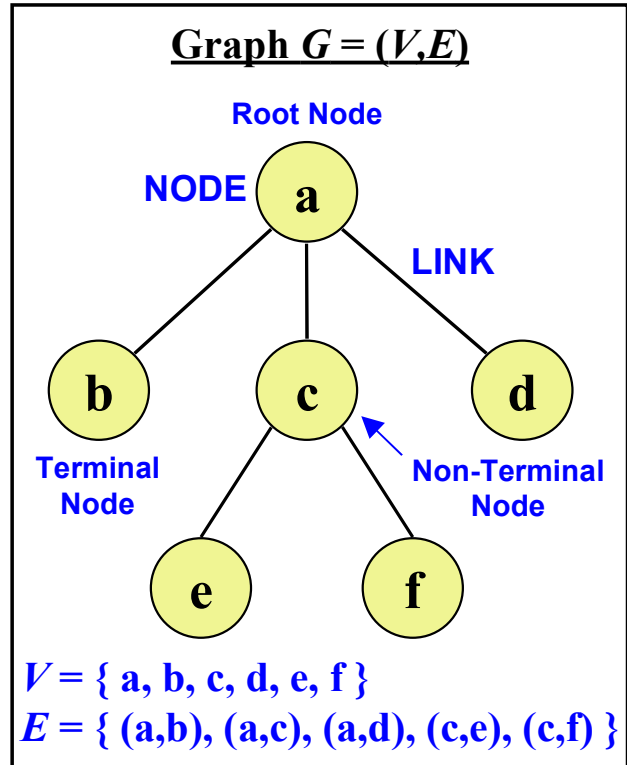 Graph G = (V,E)
Root Node
NODE
a
LINK
b
c
d
Terminal
Node
Non-Terminal
Node
e
f
V = { a, b, c, d, e, f }
E = { (a,b), (a,c), (a,d), (c,e), (c,f) }